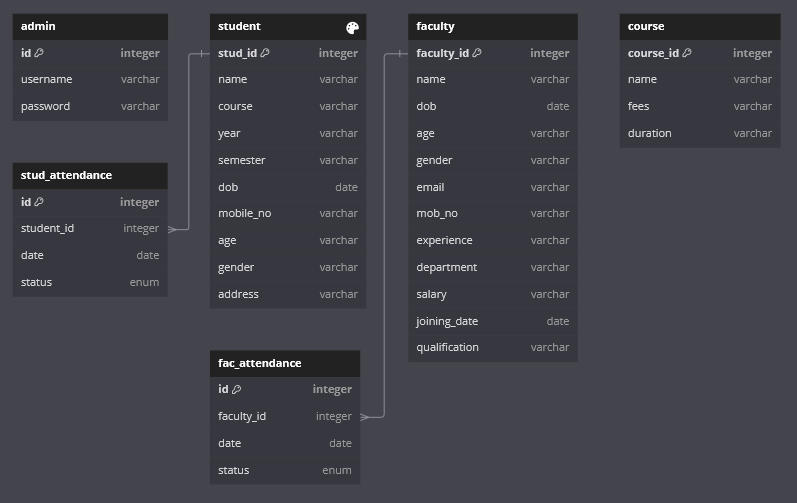 admin
id integer
username varchar
password varchar
student
stud_id integer
name varchar
course varchar
year varchar
semester varchar
dob date
mobile_no varchar
age varchar
gender varchar
address varchar
faculty
faculty_id integer
name varchar
dob date
age varchar
gender varchar
email varchar
mob_no varchar
experience varchar
department varchar
salary varchar
joining_date date
qualification varchar
course
course_id integer
name varchar
fees varchar
duration varchar
stud_attendance
id integer
student_id integer
date date
status enum
fac_attendance
id integer
faculty_id integer
date date
status enum